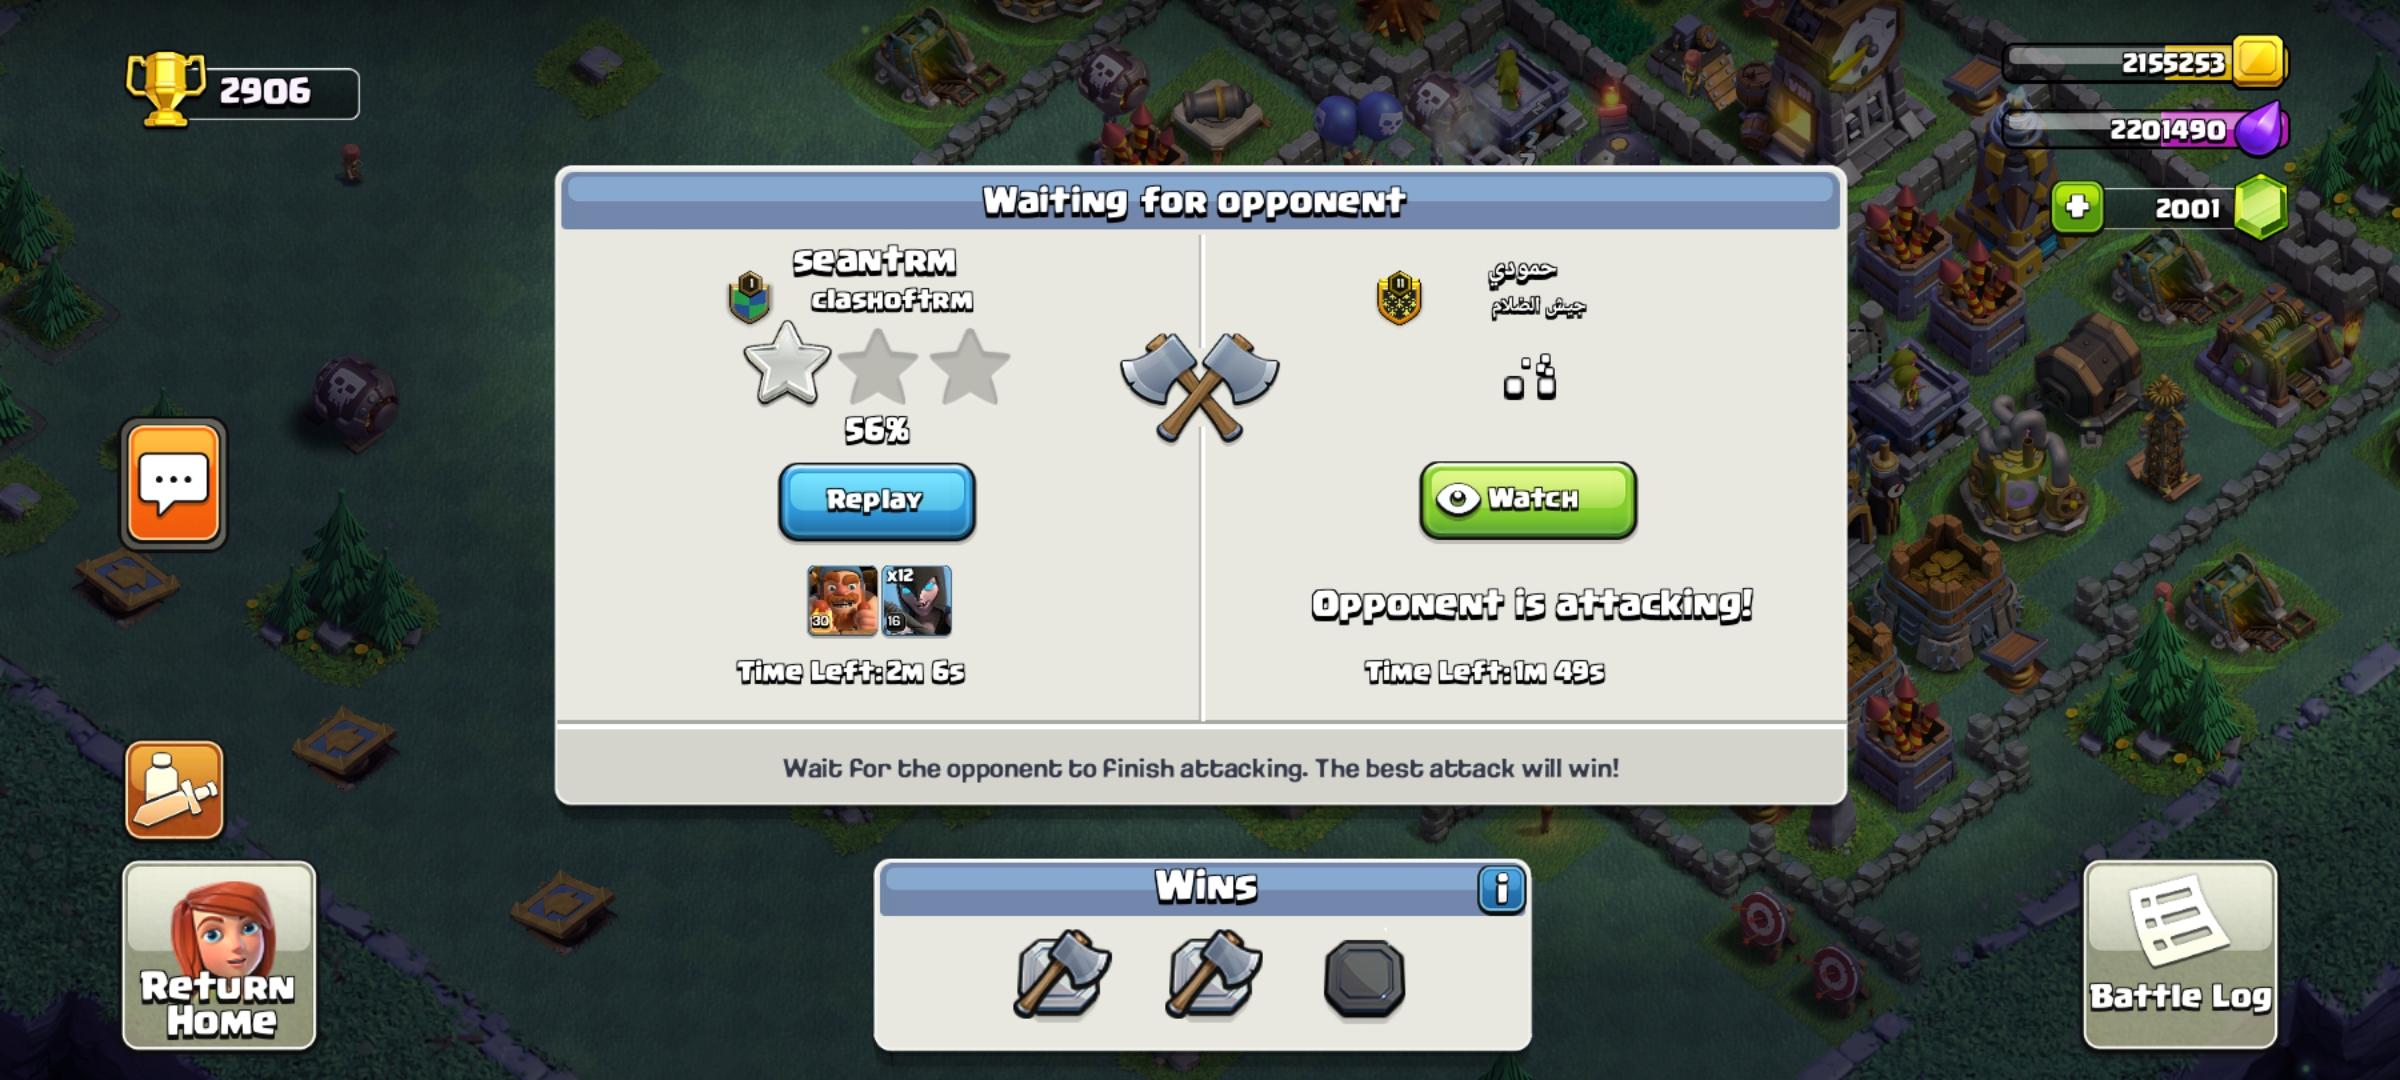 2906
2155253
2201490
2001
Waiting for opponent
seantrm
clashoftrm
I
56%
Replay
x12
30
16
Time Left:2m 6s
حمودي
جيش الضلام
II
Watch
Opponent is attacking!
Time Left:1m 49s
Wait for the opponent to finish attacking. The best attack will win!
Wins
i
Return
Home
Battle Log